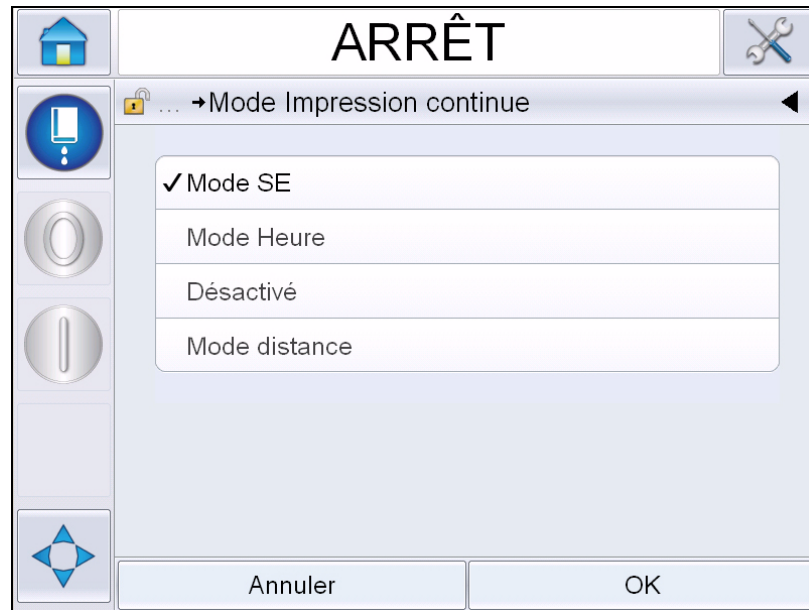 ARRÊT
... →Mode Impression continue
✓Mode SE
Mode Heure
Désactivé
Mode distance
Annuler
OK